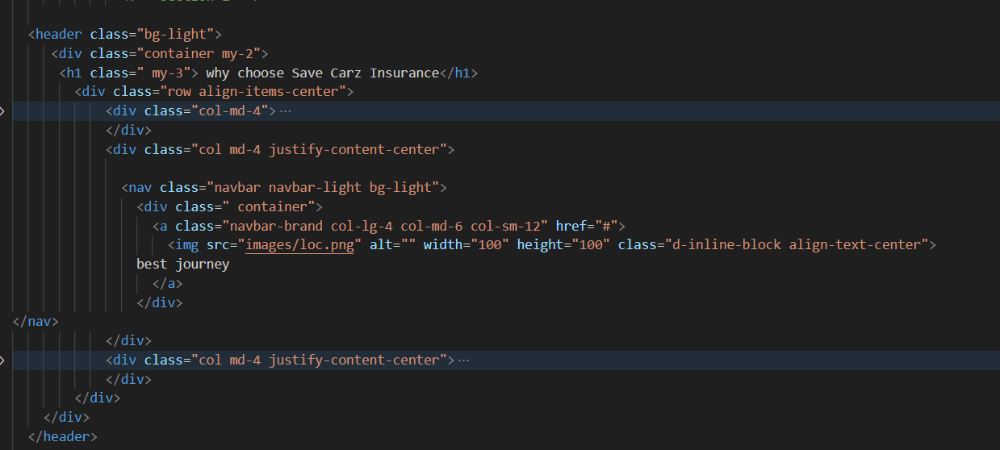 <header class="bg-light">
<div class="container my-2">
<h1 class=" my-3"> why choose Save Carz Insurance</h1>
<div class="row align-items-center">
<div class="col-md-4">···
</div>
<div class="col md-4 justify-content-center">
<nav class="navbar navbar-light bg-light">
<div class=" container">
<a class="navbar-brand col-lg-4 col-md-6 col-sm-12" href="#">
<img src="images/loc.png" alt="" width="100" height="100" class="d-inline-block align-text-center">
best journey
</a>
</div>
</nav>
</div>
<div class="col md-4 justify-content-center">···
</div>
</div>
</div>
</header>